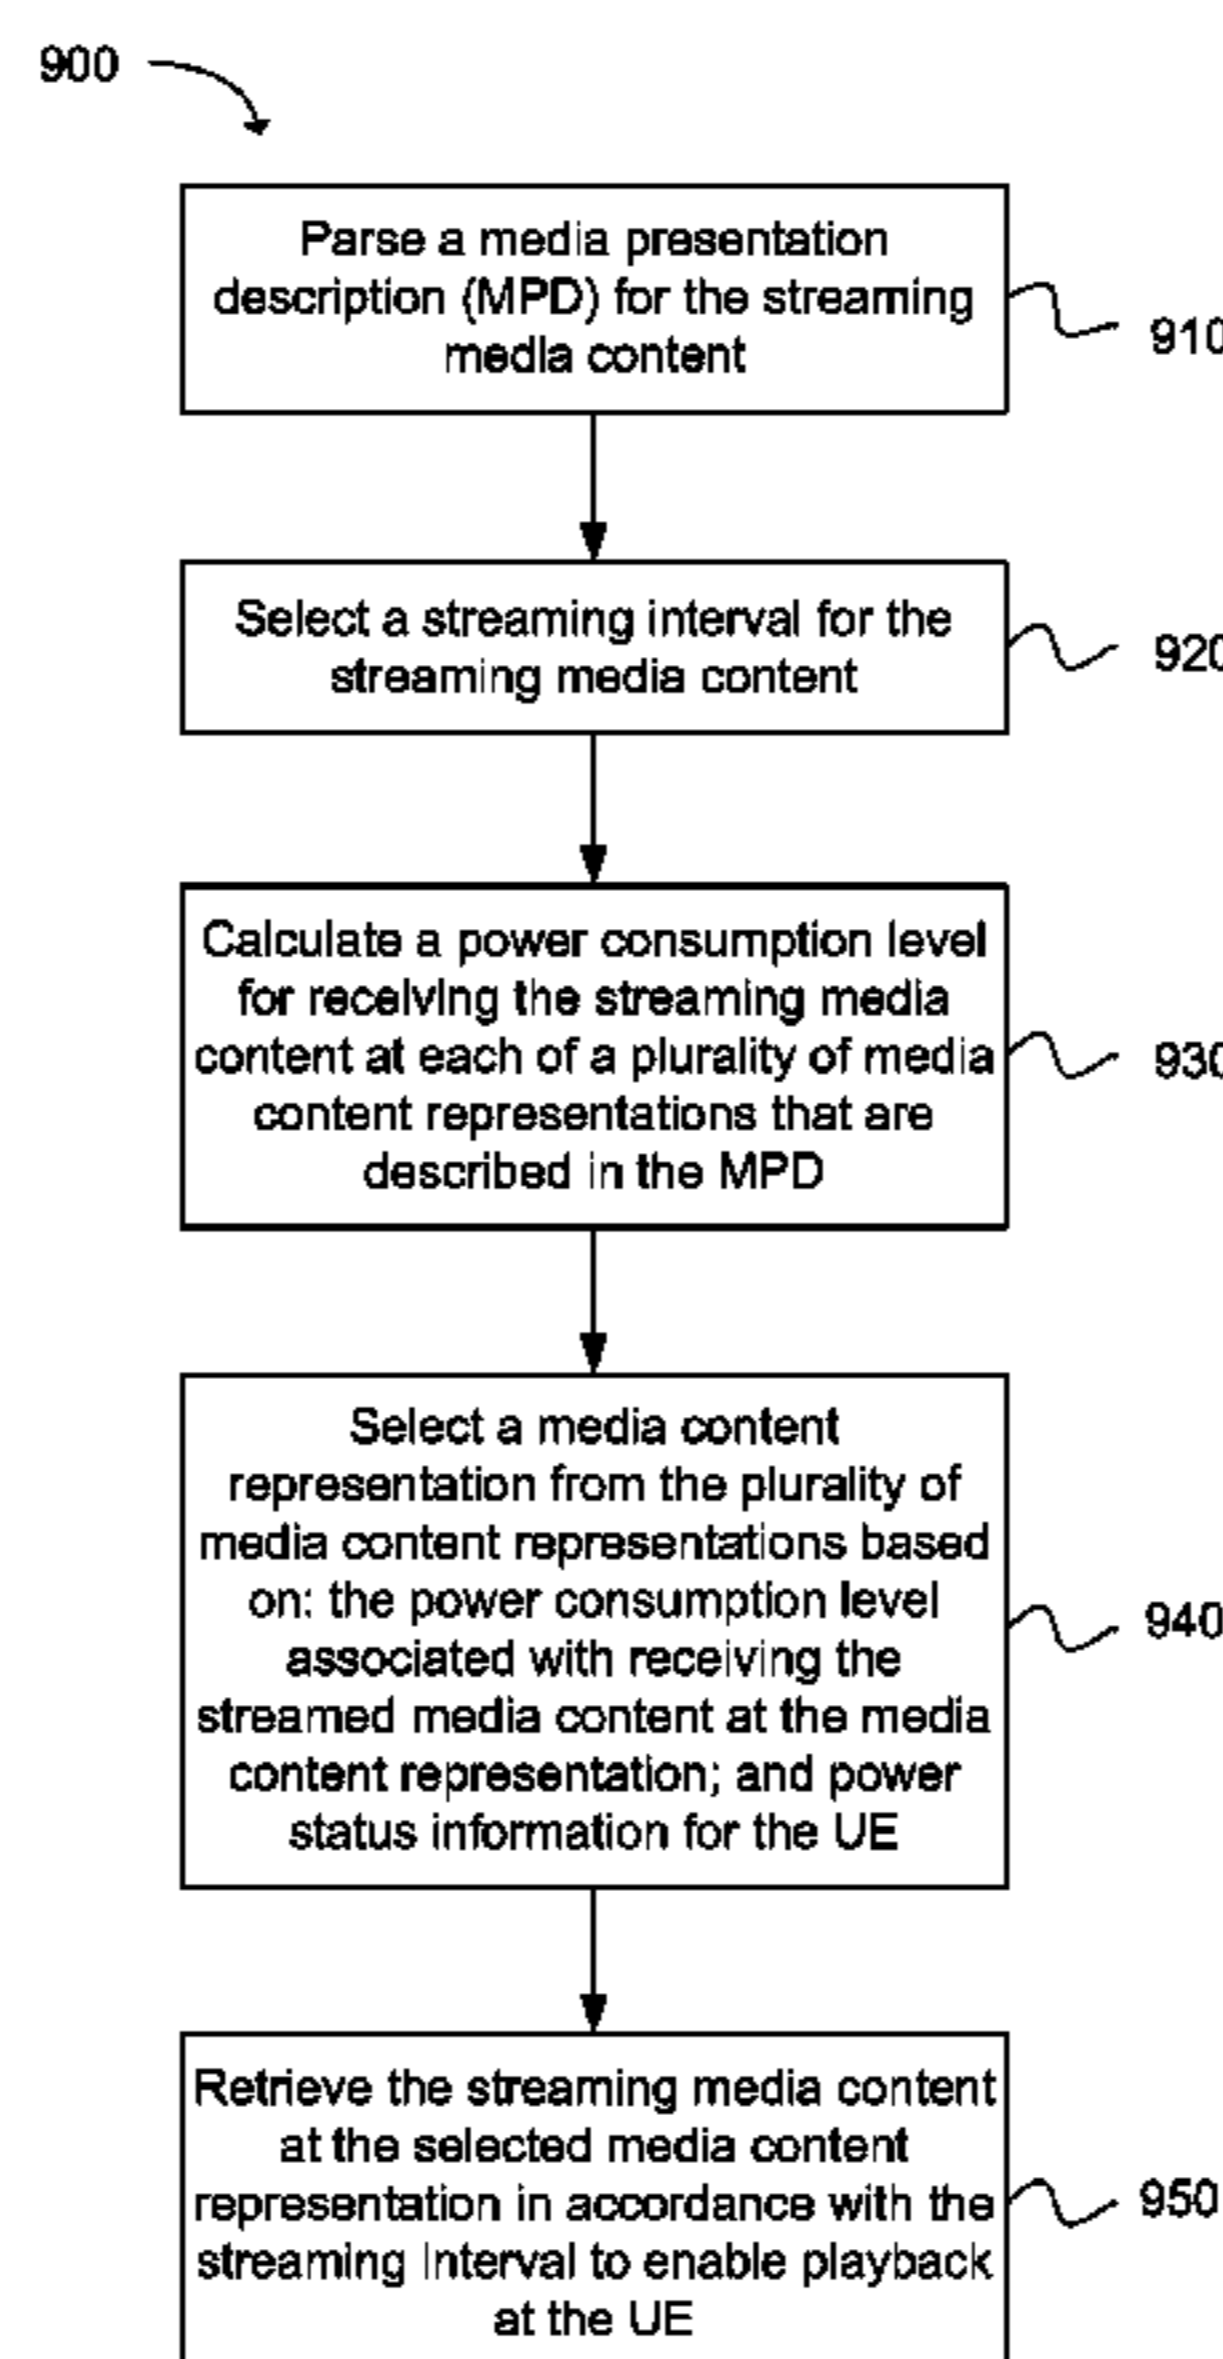 900
Parse a media presentation
description (MPD) for the streaming
media content
910
Select a streaming interval for the
streaming media content
920
Calculate a power consumption level
for receiving the streaming media
content at each of a plurality of media
content representations that are
described in the MPD
930
Select a media content
representation from the plurality of
media content representations based
on: the power consumption level
associated with receiving the
streamed media content at the media
content representation; and power
status information for the UE
940
Retrieve the streaming media content
at the selected media content
representation in accordance with the
streaming interval to enable playback
at the UE
950